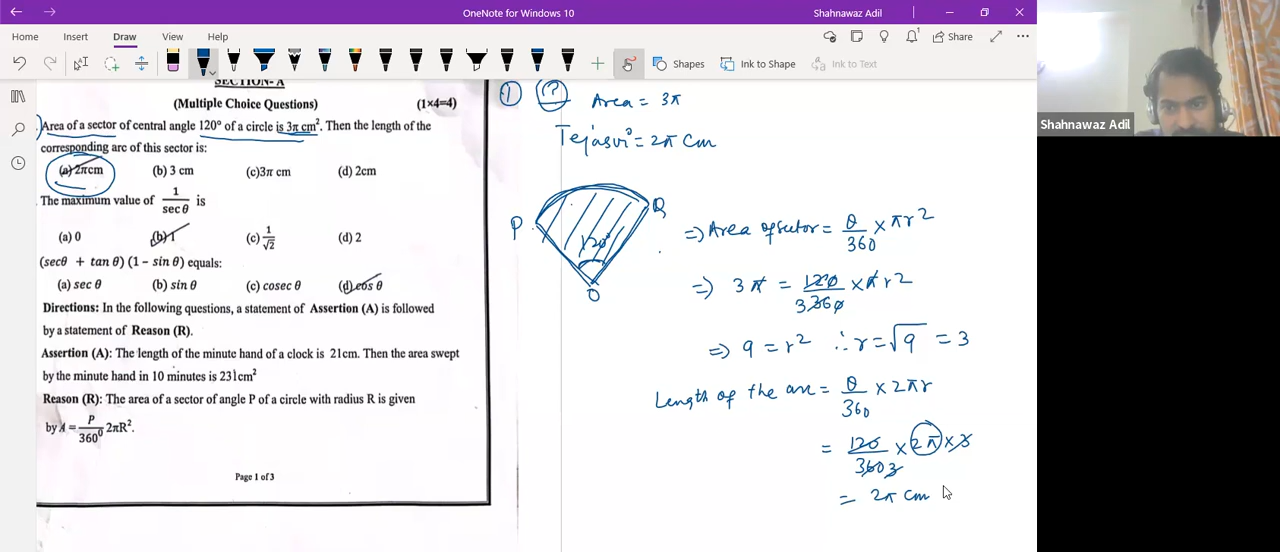 OneNote for Windows 10
Shahnawaz Adil
Home Insert Draw View Help
Share
Shapes Ink to Shape Ink to Text
SECTION-A
(Multiple Choice Questions) (1×4=4)
Area of a sector of central angle 120° of a circle is 3π cm². Then the length of the
corresponding arc of this sector is:
(a) 2πcm (b) 3 cm (c)3π cm (d) 2cm
The maximum value of 1/sec θ is
(a) 0 (b) 1 (c) 1/√2 (d) 2
(secθ + tan θ) (1 − sin θ) equals:
(a) sec θ (b) sin θ (c) cosec θ (d) cos θ
Directions: In the following questions, a statement of Assertion (A) is followed
by a statement of Reason (R).
Assertion (A): The length of the minute hand of a clock is 21cm. Then the area swept
by the minute hand in 10 minutes is 231cm²
Reason (R): The area of a sector of angle P of a circle with radius R is given
by A = P/360⁰ 2πR².
Page 1 of 3
① ? Area = 3π
Tejasvi = 2π cm
P R
120°
O
=> Area of sector = θ/360 × πr²
=> 3π = 120/3360 × πr²
=> 9 = r² ∴ r = √9 = 3
Length of the arc = θ/360 × 2πr
= 120/3603 × 2π × 3
= 2π cm
Shahnawaz Adil